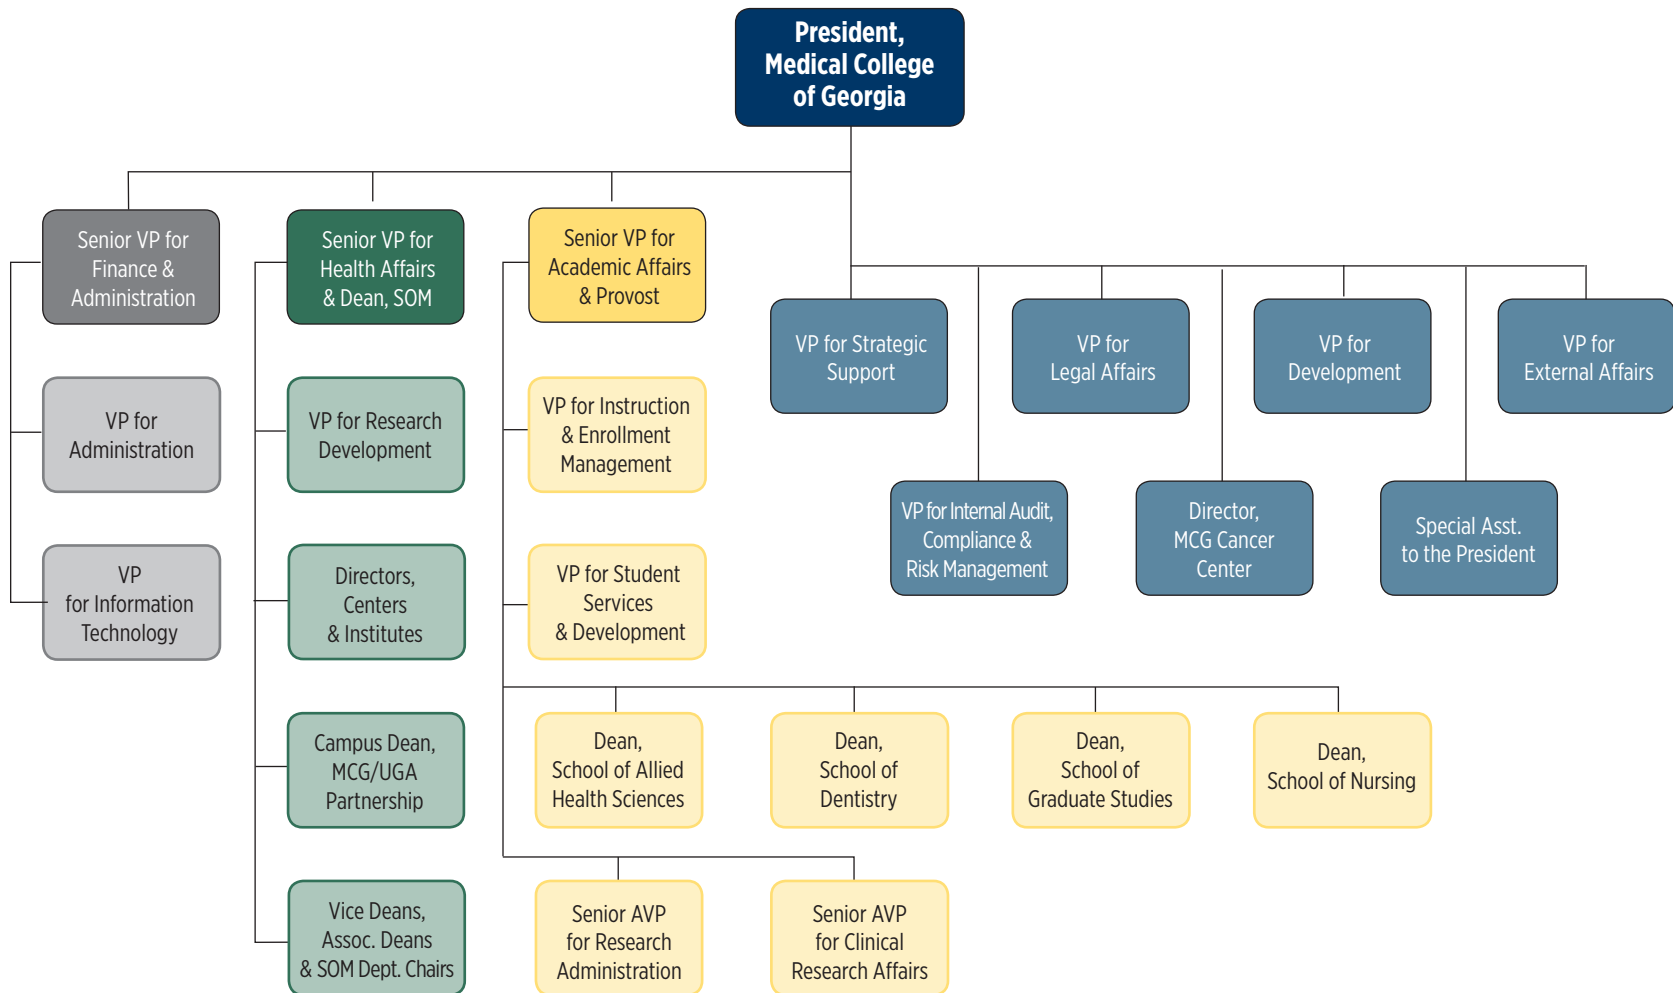 President,
Medical College
of Georgia
Senior VP for
Finance &
Administration
Senior VP for
Health Affairs
& Dean, SOM
Senior VP for
Academic Affairs
& Provost
VP for Strategic
Support
VP for
Legal Affairs
VP for
Development
VP for
External Affairs
VP for
Administration
VP for Research
Development
VP for Instruction
& Enrollment
Management
VP for Internal Audit,
Compliance &
Risk Management
Director,
MCG Cancer
Center
Special Asst.
to the President
VP
for Information
Technology
Directors,
Centers
& Institutes
VP for Student
Services
& Development
Campus Dean,
MCG/UGA
Partnership
Dean,
School of Allied
Health Sciences
Dean,
School of
Dentistry
Dean,
School of
Graduate Studies
Dean,
School of Nursing
Vice Deans,
Assoc. Deans
& SOM Dept. Chairs
Senior AVP
for Research
Administration
Senior AVP
for Clinical
Research Affairs